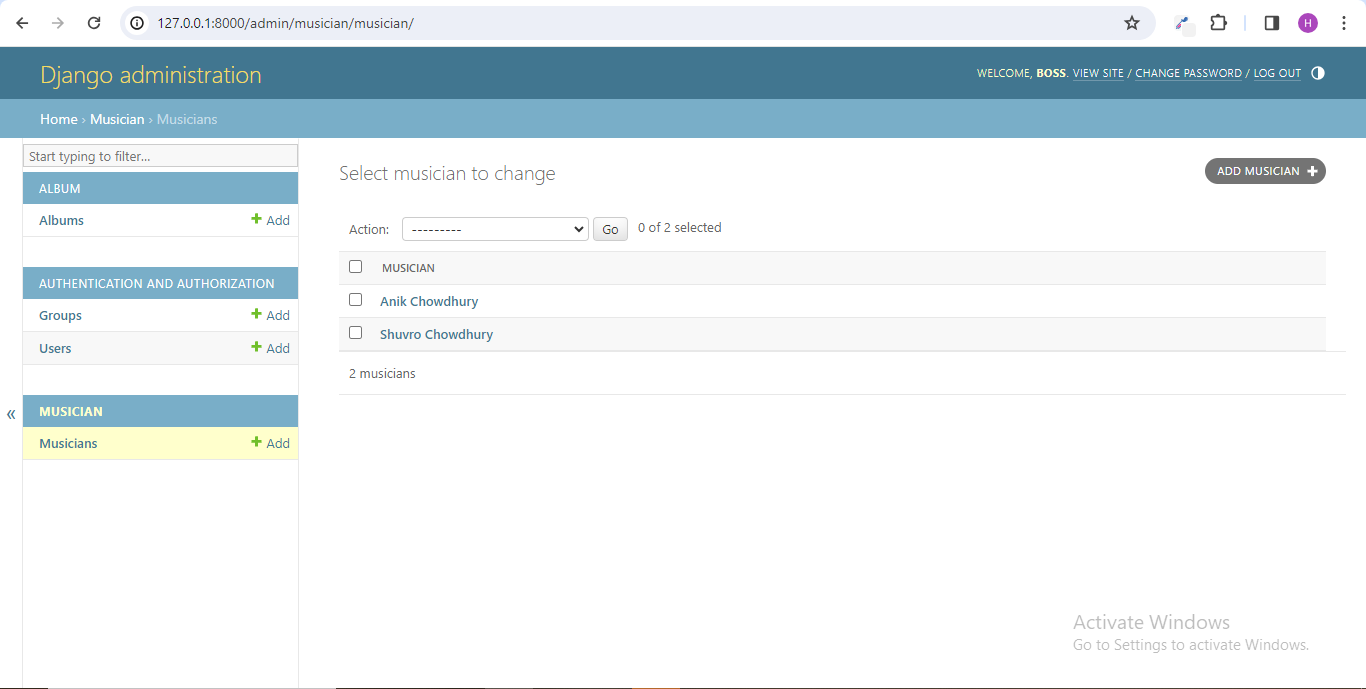 127.0.0.1:8000/admin/musician/musician/
H
Django administration
WELCOME, BOSS. VIEW SITE / CHANGE PASSWORD / LOG OUT
Home › Musician › Musicians
Start typing to filter...
ALBUM
Albums
Add
AUTHENTICATION AND AUTHORIZATION
Groups
Add
Users
Add
«
MUSICIAN
Musicians
Add
Select musician to change
ADD MUSICIAN
Action: --------- Go 0 of 2 selected
MUSICIAN
Anik Chowdhury
Shuvro Chowdhury
2 musicians
Activate Windows
Go to Settings to activate Windows.